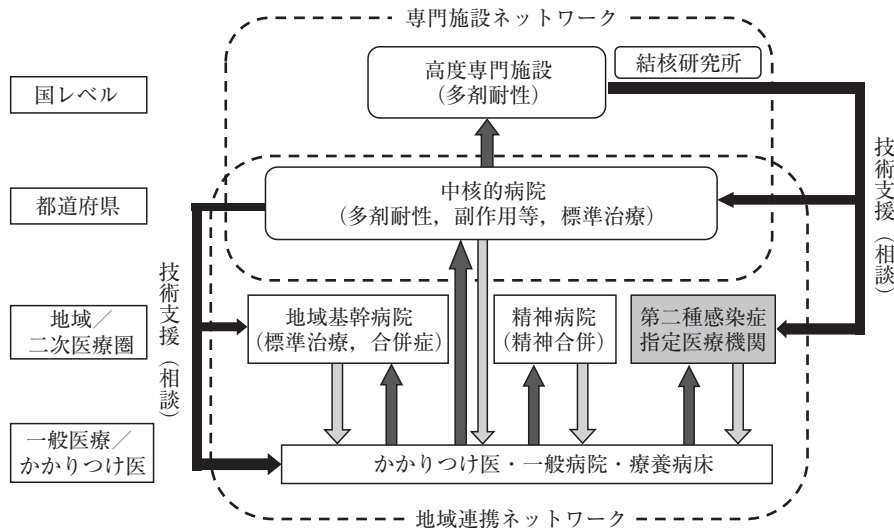 専門施設ネットワーク
高度専門施設
(多剤耐性)
結核研究所
国レベル
技術支援（相談）
都道府県
中核的病院
(多剤耐性，副作用等，標準治療)
技術支援（相談）
地域／
二次医療圏
地域基幹病院
(標準治療，合併症)
精神病院
(精神合併)
第二種感染症
指定医療機関
一般医療／
かかりつけ医
かかりつけ医・一般病院・療養病床
地域連携ネットワーク